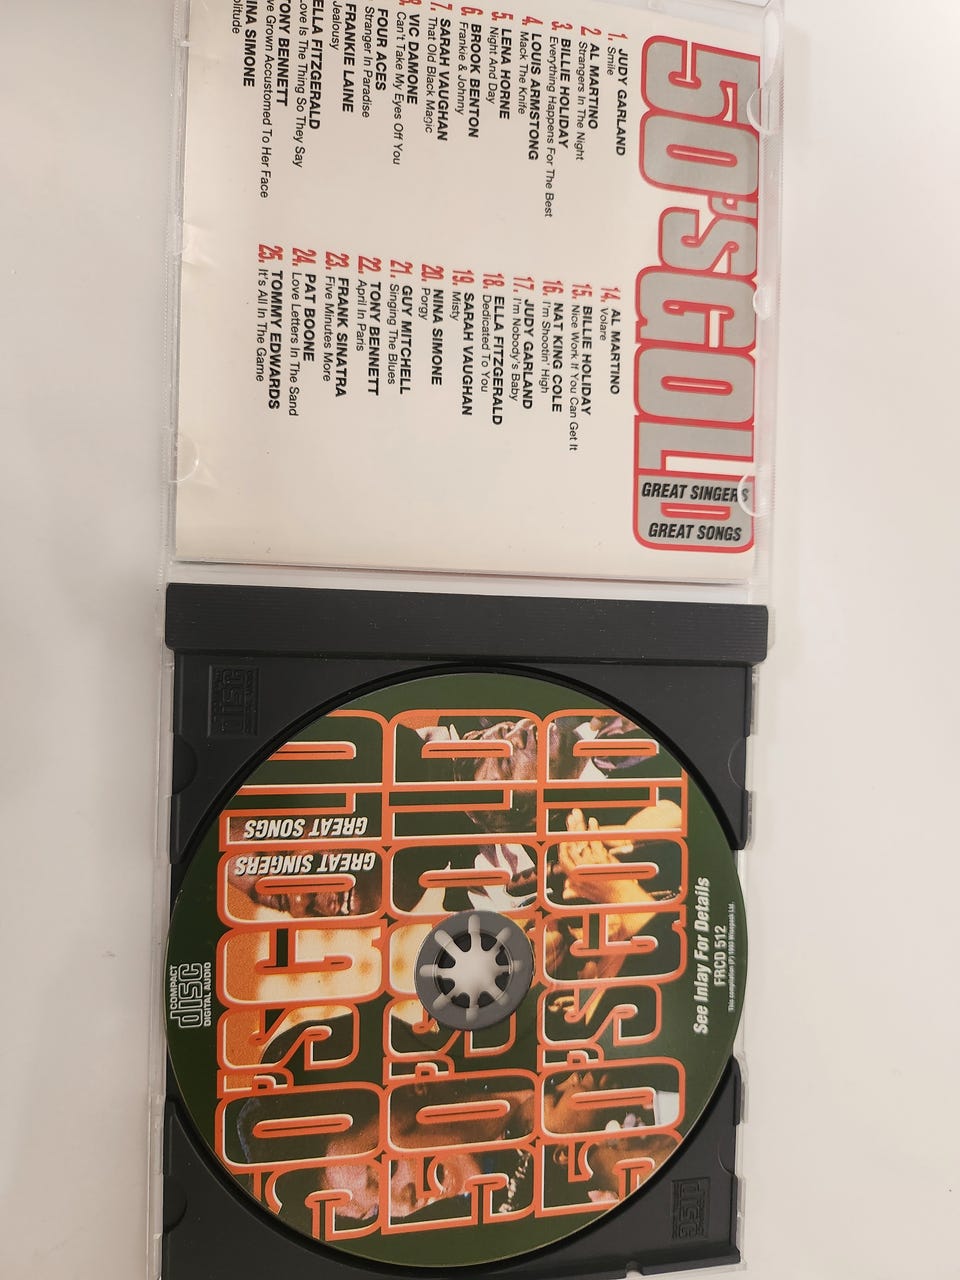 50'S GOLD
GREAT SINGERS
GREAT SONGS
1. JUDY GARLAND
Smile
2. AL MARTINO
Strangers In The Night
3. BILLIE HOLIDAY
Everything Happens For The Best
4. LOUIS ARMSTONG
Mack The Knife
5. LENA HORNE
Night And Day
6. BROOK BENTON
Frankie & Johnny
7. SARAH VAUGHAN
That Old Black Magic
8. VIC DAMONE
Can't Take My Eyes Off You
FOUR ACES
Stranger In Paradise
FRANKIE LAINE
Jealousy
ELLA FITZGERALD
Love Is The Thing So They Say
TONY BENNETT
've Grown Accustomed To Her Face
INA SIMONE
olitude
14. AL MARTINO
Volare
15. BILLIE HOLIDAY
Nice Work If You Can Get It
16. NAT KING COLE
I'm Shootin' High
17. JUDY GARLAND
I'm Nobody's Baby
18. ELLA FITZGERALD
Dedicated To You
19. SARAH VAUGHAN
Misty
20. NINA SIMONE
Porgy
21. GUY MITCHELL
Singing The Blues
22. TONY BENNETT
April In Paris
23. FRANK SINATRA
Five Minutes More
24. PAT BOONE
Love Letters In The Sand
25. TOMMY EDWARDS
It's All In The Game
See Inlay For Details
FRCD 512
50'S GOLD
50'S GOLD
50'S GOLD
GREAT SINGERS
GREAT SONGS
COMPACT
disc
DIGITAL AUDIO